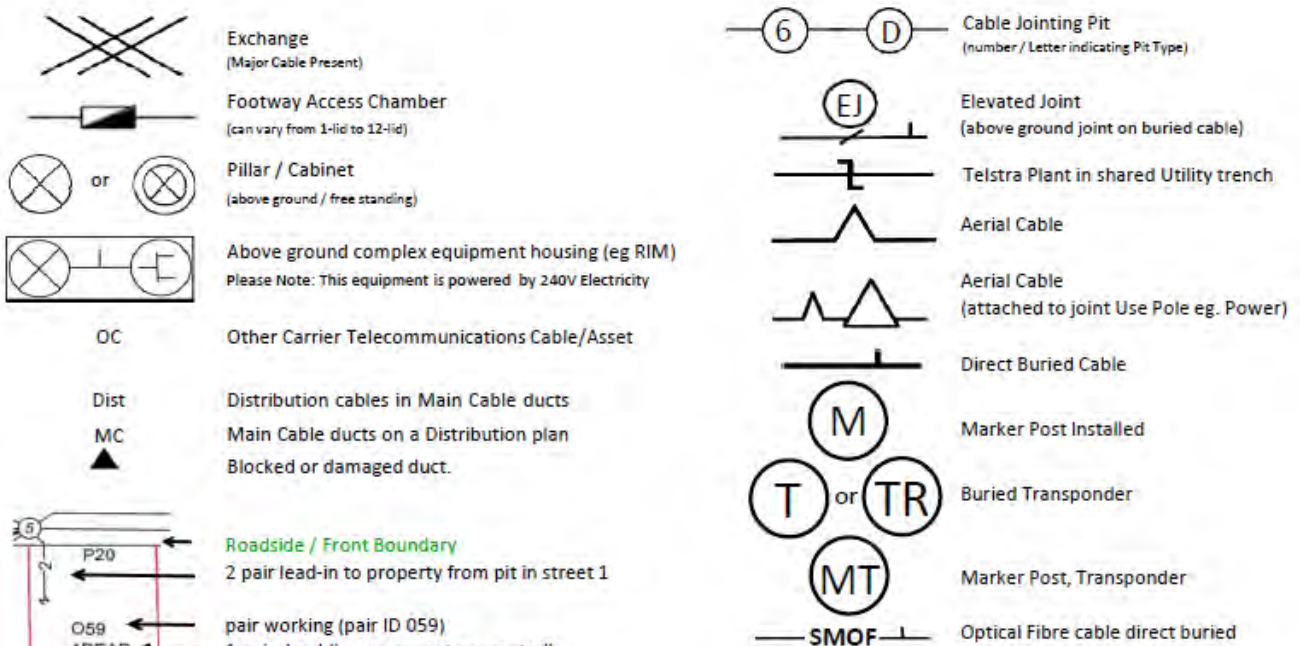 Exchange
(Major Cable Present)
Footway Access Chamber
(can vary from 1-lid to 12-lid)
or
Pillar / Cabinet
(above ground / free standing)
Above ground complex equipment housing (eg RIM)
Please Note: This equipment is powered by 240V Electricity
OC Other Carrier Telecommunications Cable/Asset
Dist Distribution cables in Main Cable ducts
MC Main Cable ducts on a Distribution plan
Blocked or damaged duct.
5
Roadside / Front Boundary
P20
2
2 pair lead-in to property from pit in street 1
O59 pair working (pair ID 059)
6 D Cable Jointing Pit
(number / Letter indicating Pit Type)
EJ Elevated Joint
(above ground joint on buried cable)
Telstra Plant in shared Utility trench
Aerial Cable
Aerial Cable
(attached to joint Use Pole eg. Power)
Direct Buried Cable
M Marker Post Installed
T or TR Buried Transponder
MT Marker Post, Transponder
SMOF Optical Fibre cable direct buried